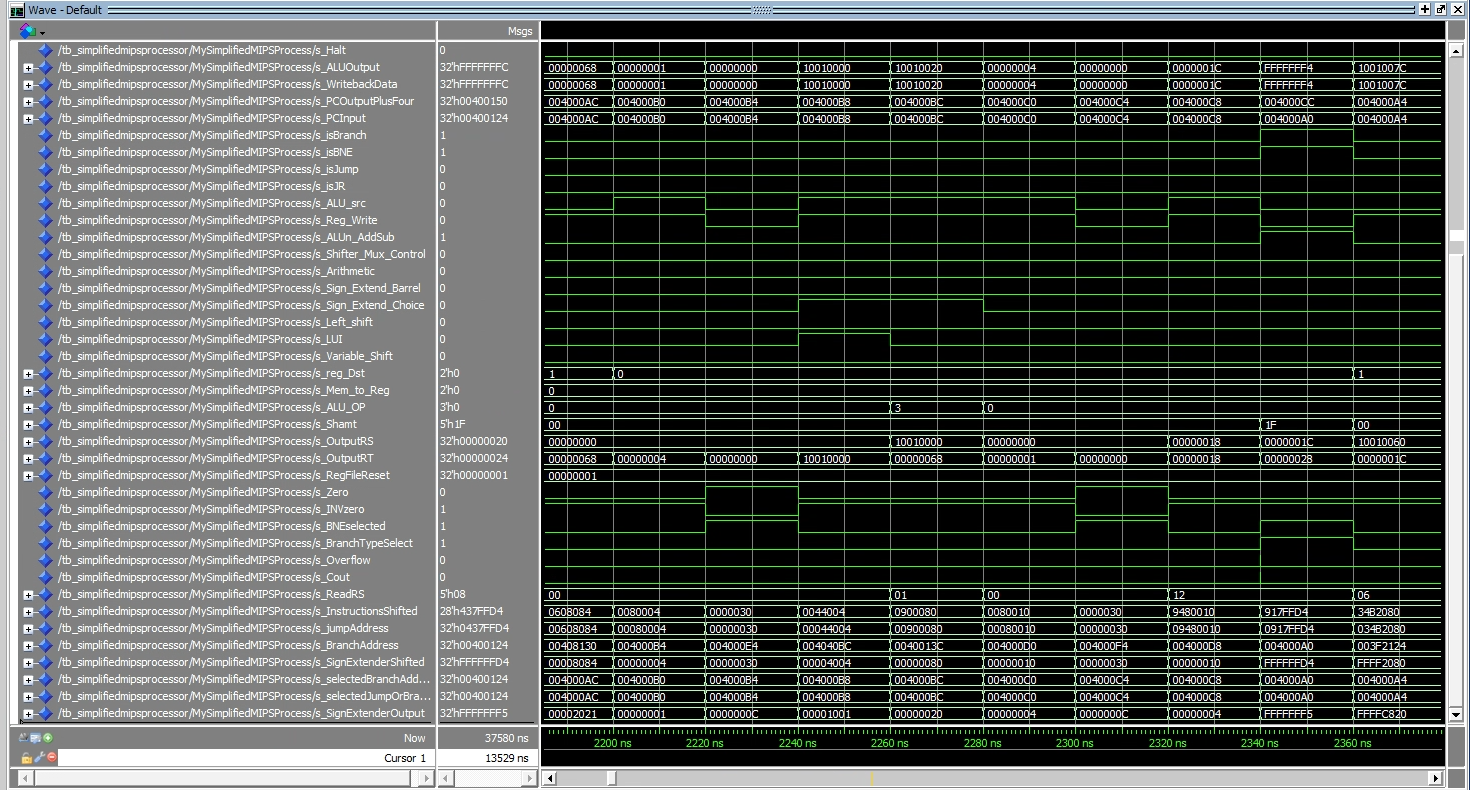 Wave - Default
Msgs
/tb_simplifiedmipsprocessor/MySimplifiedMIPSProcess/s_Halt 0
/tb_simplifiedmipsprocessor/MySimplifiedMIPSProcess/s_ALUOutput 32'hFFFFFFFC 00000068 00000001 00000000 10010000 10010020 00000004 00000000 0000001C FFFFFFF4 1001007C
/tb_simplifiedmipsprocessor/MySimplifiedMIPSProcess/s_WritebackData 32'hFFFFFFFC 00000068 00000001 00000000 10010000 10010020 00000004 00000000 0000001C FFFFFFF4 1001007C
/tb_simplifiedmipsprocessor/MySimplifiedMIPSProcess/s_PCOutputPlusFour 32'h00400150 004000AC 004000B0 004000B4 004000B8 004000BC 004000C0 004000C4 004000C8 004000CC 004000A4
/tb_simplifiedmipsprocessor/MySimplifiedMIPSProcess/s_PCInput 32'h00400124 004000AC 004000B0 004000B4 004000B8 004000BC 004000C0 004000C4 004000C8 004000A0 004000A4
/tb_simplifiedmipsprocessor/MySimplifiedMIPSProcess/s_isBranch 1
/tb_simplifiedmipsprocessor/MySimplifiedMIPSProcess/s_isBNE 1
/tb_simplifiedmipsprocessor/MySimplifiedMIPSProcess/s_isJump 0
/tb_simplifiedmipsprocessor/MySimplifiedMIPSProcess/s_isJR 0
/tb_simplifiedmipsprocessor/MySimplifiedMIPSProcess/s_ALU_src 0
/tb_simplifiedmipsprocessor/MySimplifiedMIPSProcess/s_Reg_Write 0
/tb_simplifiedmipsprocessor/MySimplifiedMIPSProcess/s_ALUn_AddSub 1
/tb_simplifiedmipsprocessor/MySimplifiedMIPSProcess/s_Shifter_Mux_Control 0
/tb_simplifiedmipsprocessor/MySimplifiedMIPSProcess/s_Arithmetic 0
/tb_simplifiedmipsprocessor/MySimplifiedMIPSProcess/s_Sign_Extend_Barrel 0
/tb_simplifiedmipsprocessor/MySimplifiedMIPSProcess/s_Sign_Extend_Choice 0
/tb_simplifiedmipsprocessor/MySimplifiedMIPSProcess/s_Left_shift 0
/tb_simplifiedmipsprocessor/MySimplifiedMIPSProcess/s_LUI 0
/tb_simplifiedmipsprocessor/MySimplifiedMIPSProcess/s_Variable_Shift 0
/tb_simplifiedmipsprocessor/MySimplifiedMIPSProcess/s_reg_Dst 2'h0 1 0 1
/tb_simplifiedmipsprocessor/MySimplifiedMIPSProcess/s_Mem_to_Reg 2'h0 0
/tb_simplifiedmipsprocessor/MySimplifiedMIPSProcess/s_ALU_OP 3'h0 0 3 0
/tb_simplifiedmipsprocessor/MySimplifiedMIPSProcess/s_Shamt 5'h1F 00 1F 00
/tb_simplifiedmipsprocessor/MySimplifiedMIPSProcess/s_OutputRS 32'h00000020 00000000 10010000 00000000 00000018 0000001C 10010060
/tb_simplifiedmipsprocessor/MySimplifiedMIPSProcess/s_OutputRT 32'h00000024 00000068 00000004 00000000 10010000 00000068 00000001 00000000 00000018 00000028 0000001C
/tb_simplifiedmipsprocessor/MySimplifiedMIPSProcess/s_RegFileReset 32'h00000001 00000001
/tb_simplifiedmipsprocessor/MySimplifiedMIPSProcess/s_Zero 0
/tb_simplifiedmipsprocessor/MySimplifiedMIPSProcess/s_INVzero 1
/tb_simplifiedmipsprocessor/MySimplifiedMIPSProcess/s_BNEselected 1
/tb_simplifiedmipsprocessor/MySimplifiedMIPSProcess/s_BranchTypeSelect 1
/tb_simplifiedmipsprocessor/MySimplifiedMIPSProcess/s_Overflow 0
/tb_simplifiedmipsprocessor/MySimplifiedMIPSProcess/s_Cout 0
/tb_simplifiedmipsprocessor/MySimplifiedMIPSProcess/s_ReadRS 5'h08 00 01 00 12 06
/tb_simplifiedmipsprocessor/MySimplifiedMIPSProcess/s_InstructionsShifted 28'h437FFD4 0608084 0080004 0000030 0044004 0900080 0080010 0000030 9480010 917FFD4 34B2080
/tb_simplifiedmipsprocessor/MySimplifiedMIPSProcess/s_jumpAddress 32'h0437FFD4 00608084 00080004 00000030 00044004 00900080 00080010 00000030 09480010 0917FFD4 034B2080
/tb_simplifiedmipsprocessor/MySimplifiedMIPSProcess/s_BranchAddress 32'h00400124 00408130 004000B4 004000E4 004040BC 0040013C 004000D0 004000F4 004000D8 004000A0 003F2124
/tb_simplifiedmipsprocessor/MySimplifiedMIPSProcess/s_SignExtenderShifted 32'hFFFFFFD4 00008084 00000004 00000030 00004004 00000080 00000010 00000030 00000010 FFFFFFD4 FFFF2080
/tb_simplifiedmipsprocessor/MySimplifiedMIPSProcess/s_selectedBranchAdd... 32'h00400124 004000AC 004000B0 004000B4 004000B8 004000BC 004000C0 004000C4 004000C8 004000A0 004000A4
/tb_simplifiedmipsprocessor/MySimplifiedMIPSProcess/s_selectedJumpOrBra... 32'h00400124 004000AC 004000B0 004000B4 004000B8 004000BC 004000C0 004000C4 004000C8 004000A0 004000A4
/tb_simplifiedmipsprocessor/MySimplifiedMIPSProcess/s_SignExtenderOutput 32'hFFFFFFF5 00002021 00000001 0000000C 00001001 00000020 00000004 0000000C 00000004 FFFFFFF5 FFFFC820
Now 37580 ns 2200 ns 2220 ns 2240 ns 2260 ns 2280 ns 2300 ns 2320 ns 2340 ns 2360 ns
Cursor 1 13529 ns